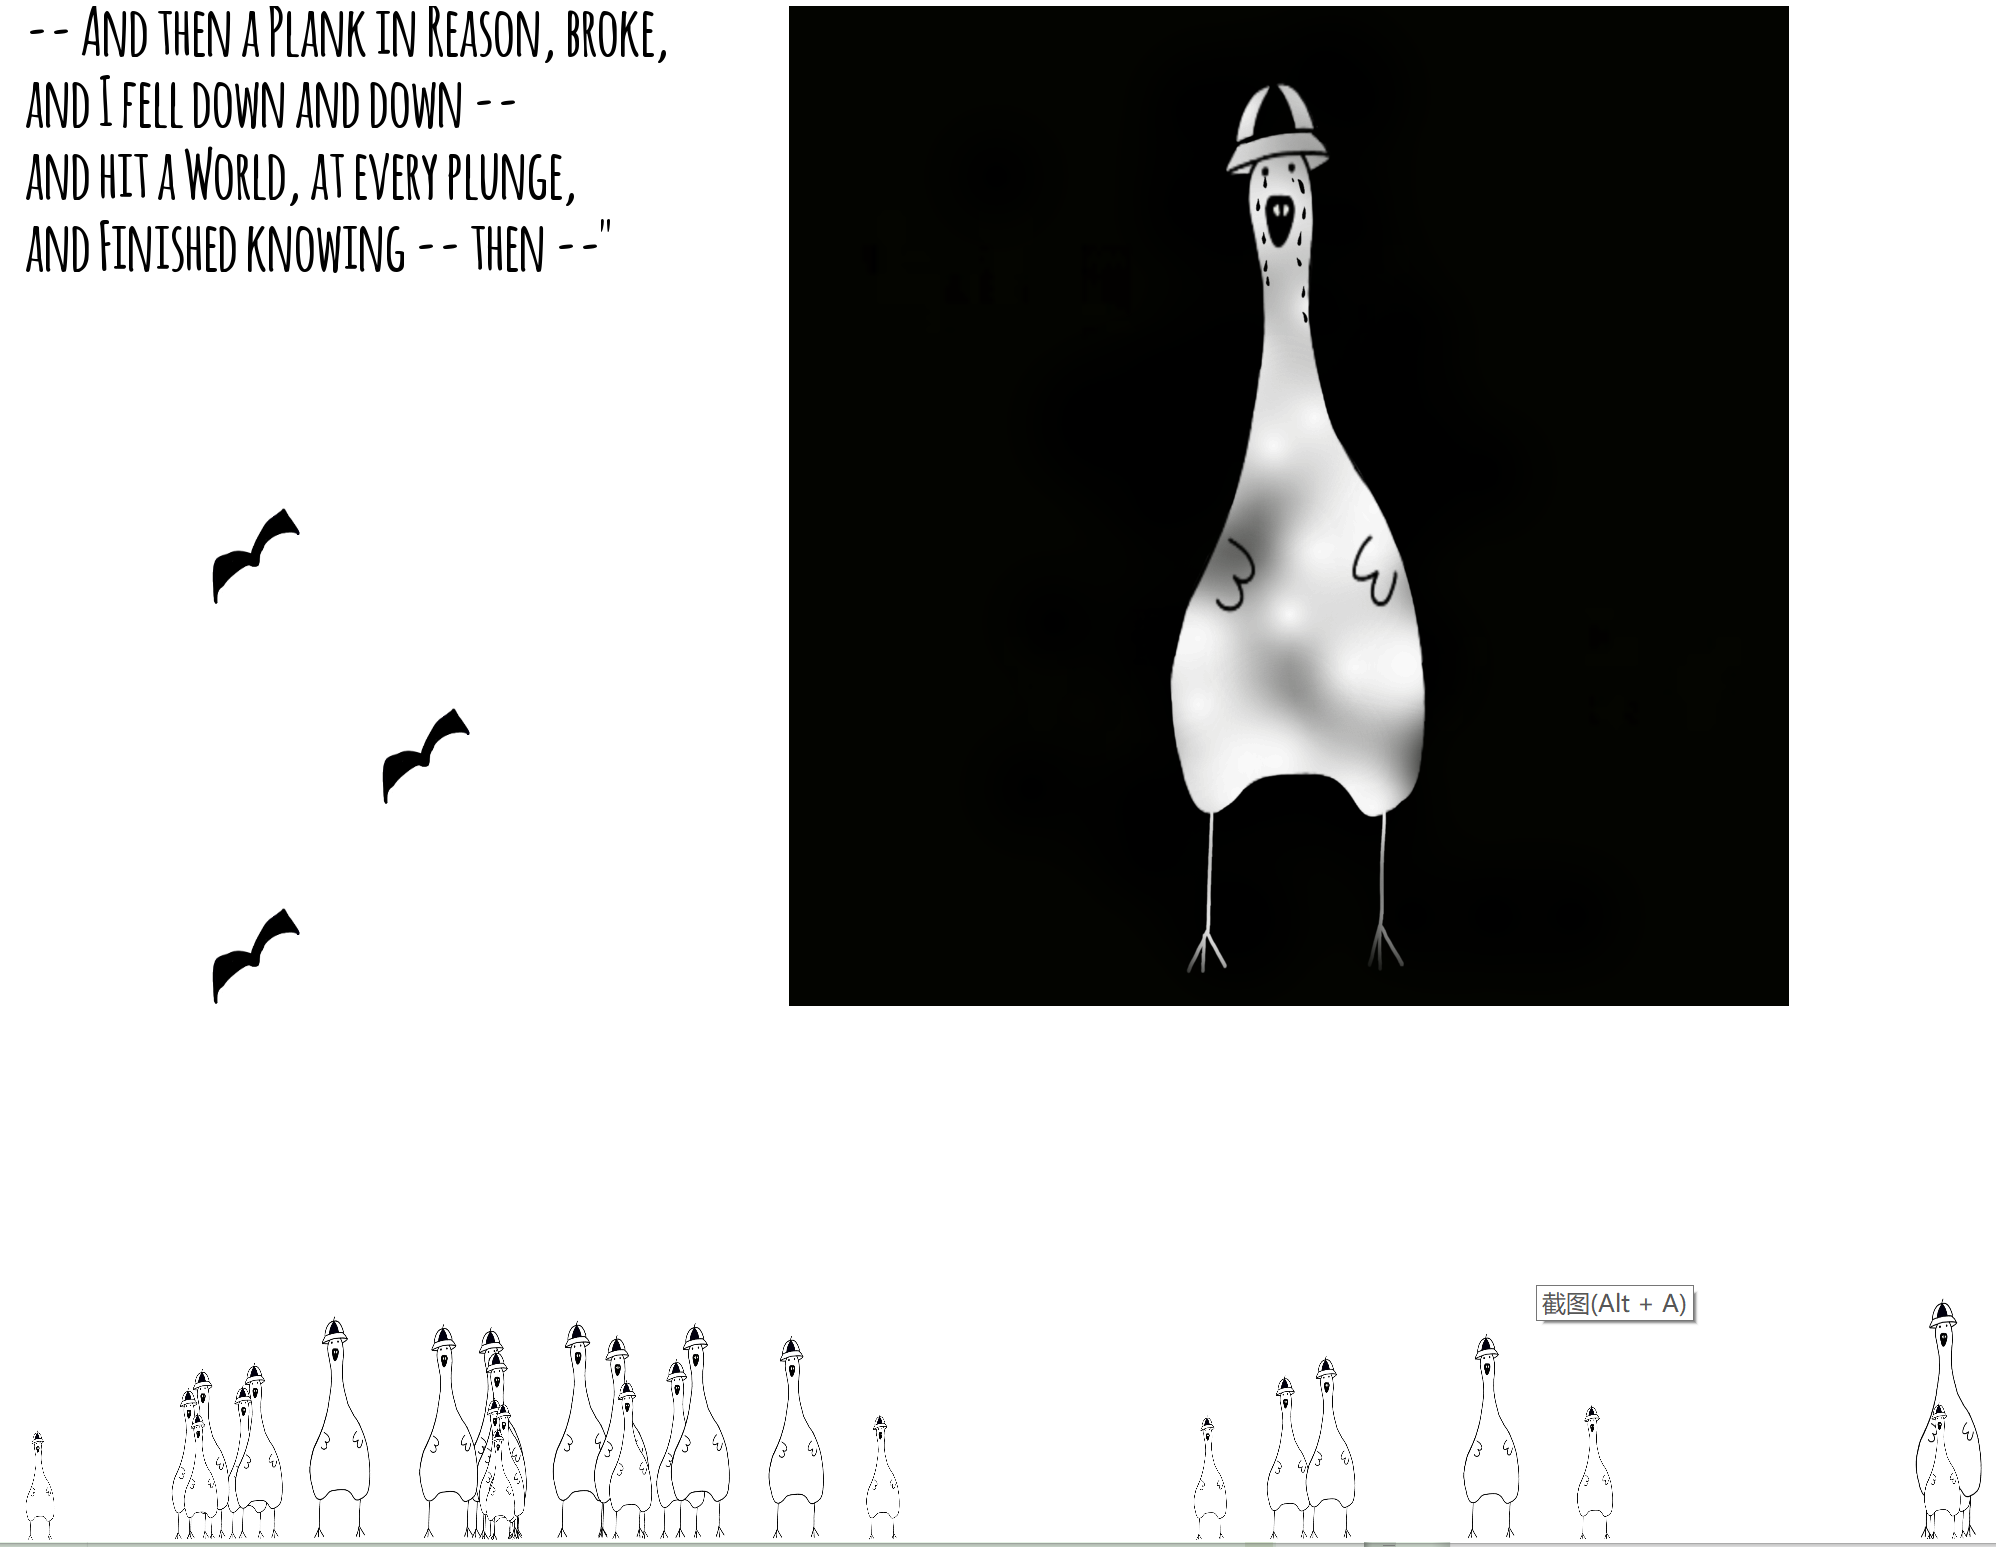 -- And then a Plank in Reason, broke,
and I fell down and down --
and hit a World, at every plunge,
and Finished knowing -- then --"
截图(Alt + A)